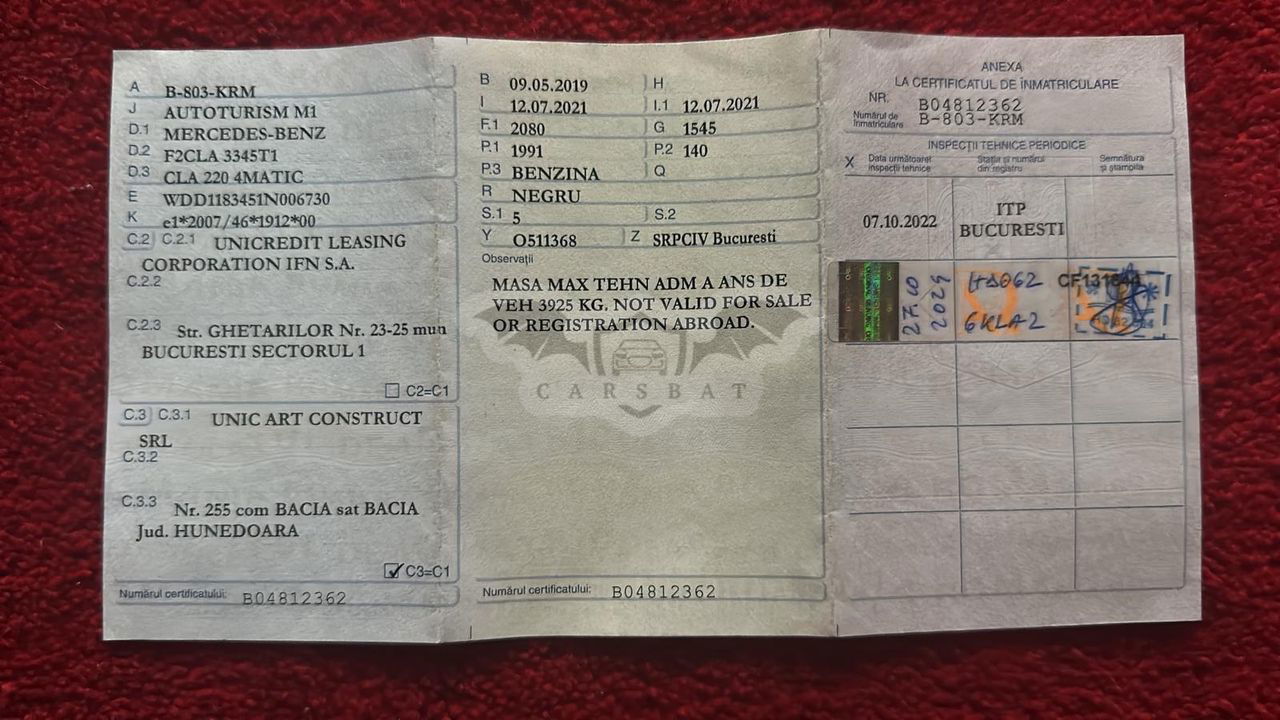 A B-803-KRM
J AUTOTURISM M1
D.1 MERCEDES-BENZ
D.2 F2CLA 3345T1
D.3 CLA 220 4MATIC
E WDD1183451N006730
K e1*2007/46*1912*00
C.2 C.2.1 UNICREDIT LEASING
CORPORATION IFN S.A.
C.2.2
C.2.3 Str. GHETARILOR Nr. 23-25 mun
BUCURESTI SECTORUL 1
C2=C1
C.3 C.3.1 UNIC ART CONSTRUCT
SRL
C.3.2
C.3.3 Nr. 255 com BACIA sat BACIA
Jud. HUNEDOARA
C3=C1
Numărul certificatului: B04812362
B 09.05.2019 H
I 12.07.2021 I.1 12.07.2021
F.1 2080 G 1545
P.1 1991 P.2 140
P.3 BENZINA Q
R NEGRU
S.1 5 S.2
Y O511368 Z SRPCIV Bucuresti
Observații
MASA MAX TEHN ADM A ANS DE
VEH 3925 KG. NOT VALID FOR SALE
OR REGISTRATION ABROAD.
CARSBAT
Numărul certificatului: B04812362
ANEXA
LA CERTIFICATUL DE ÎNMATRICULARE
NR. B04812362
Numărul de înmatriculare B-803-KRM
INSPECȚII TEHNICE PERIODICE
X Data următoarei inspecții tehnice Stația și numărul din registru Semnătura și ștampila
07.10.2022 ITP
BUCURESTI
27.10
2024
CF131844